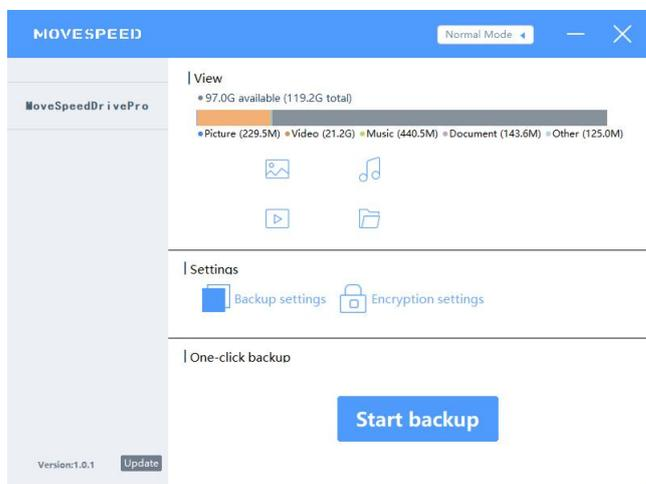 MOVESPEED
Normal Mode
MoveSpeedDrivePro
View
97.0G available (119.2G total)
Picture (229.5M) Video (21.2G) Music (440.5M) Document (143.6M) Other (125.0M)
Settings
Backup settings Encryption settings
One-click backup
Start backup
Version:1.0.1 Update